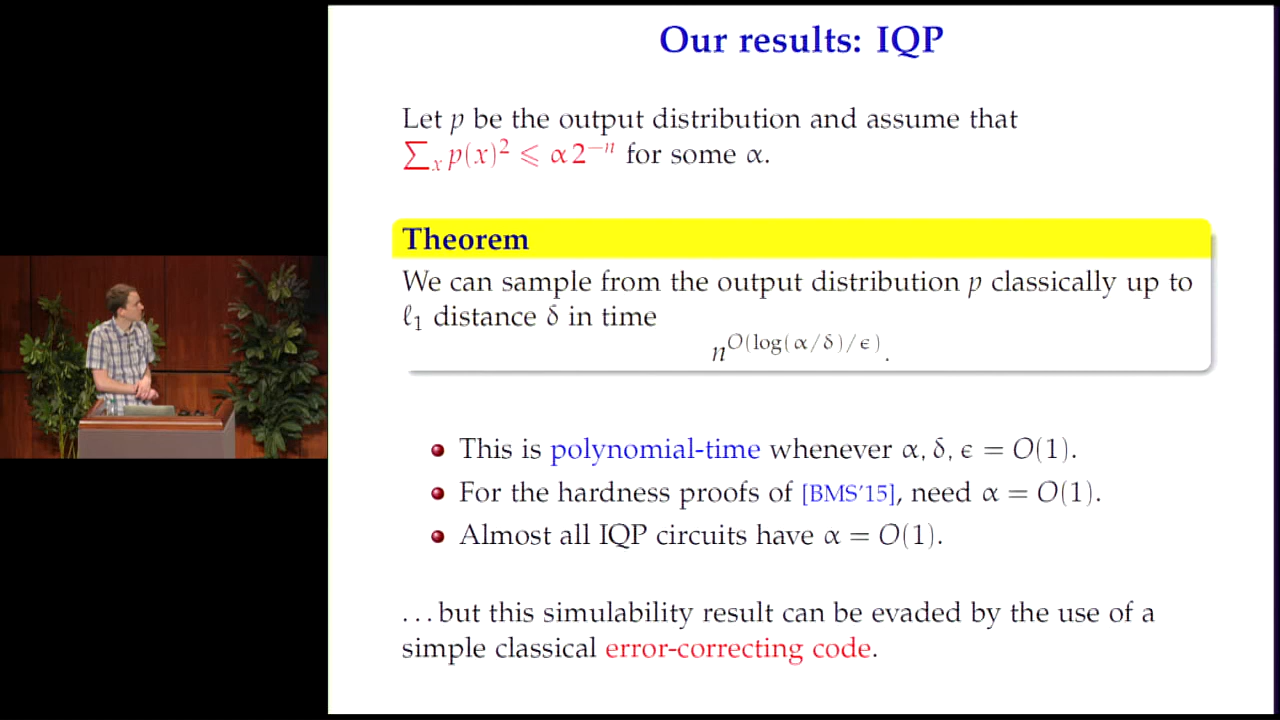 Our results: IQP
Let p be the output distribution and assume that
∑ₓ p(x)² ⩽ α2⁻ⁿ for some α.
Theorem
We can sample from the output distribution p classically up to
ℓ₁ distance δ in time
n^{O(log(α/δ)/ϵ)}.
• This is polynomial-time whenever α, δ, ϵ = O(1).
• For the hardness proofs of [BMS'15], need α = O(1).
• Almost all IQP circuits have α = O(1).
...but this simulability result can be evaded by the use of a
simple classical error-correcting code.